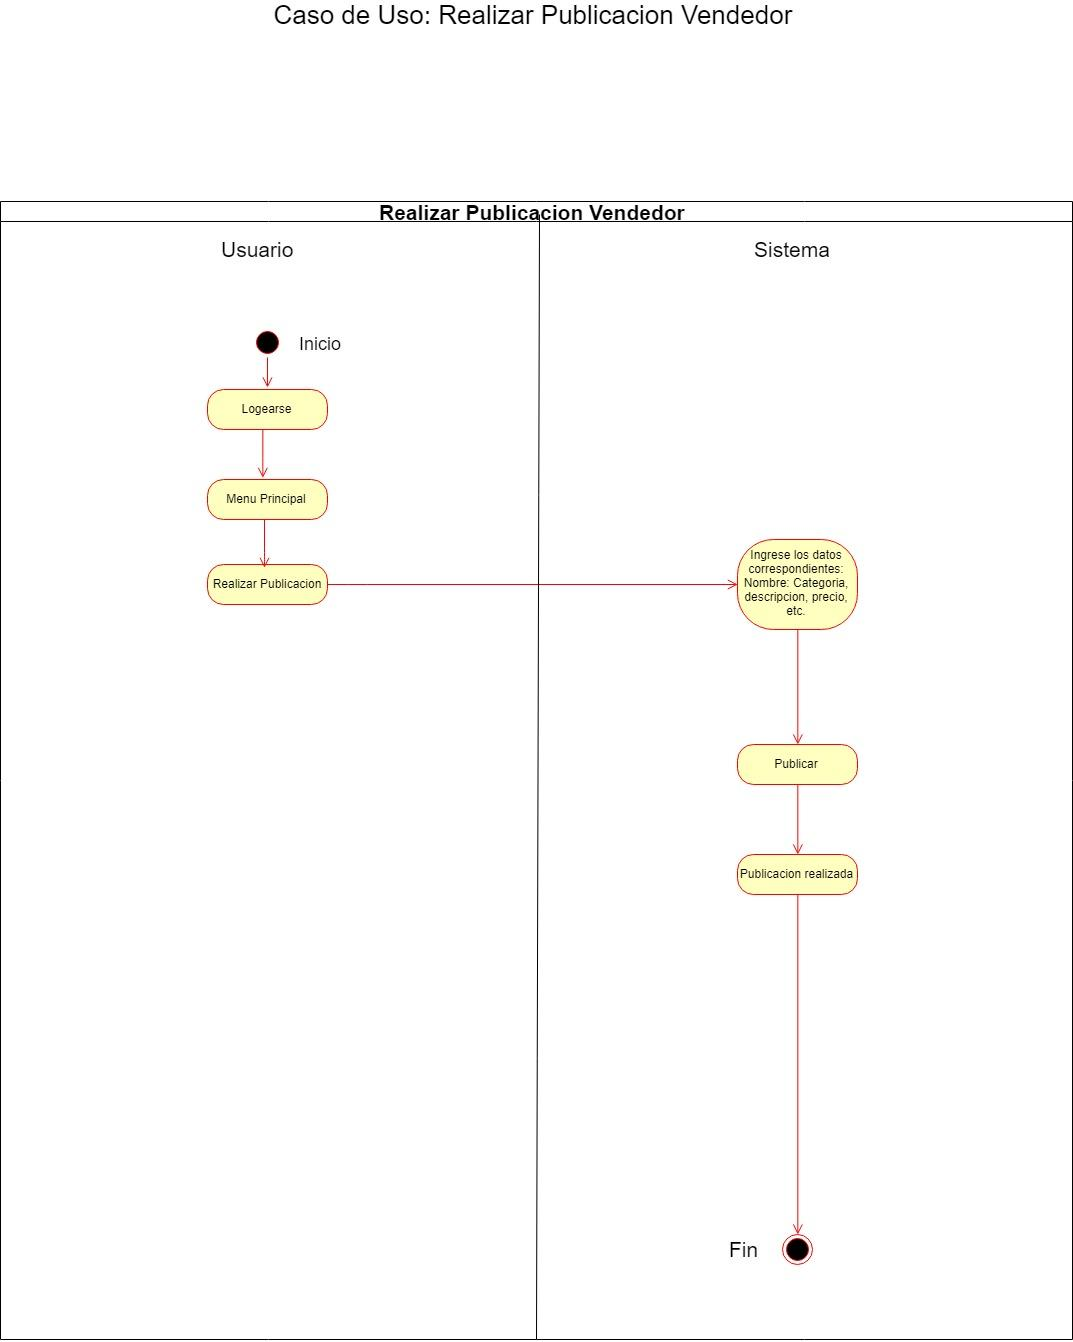 Caso de Uso: Realizar Publicacion Vendedor
Realizar Publicacion Vendedor
Usuario
Sistema
Inicio
Logearse
Menu Principal
Realizar Publicacion
Ingrese los datos
correspondientes:
Nombre: Categoria,
descripcion, precio,
etc.
Publicar
Publicacion realizada
Fin